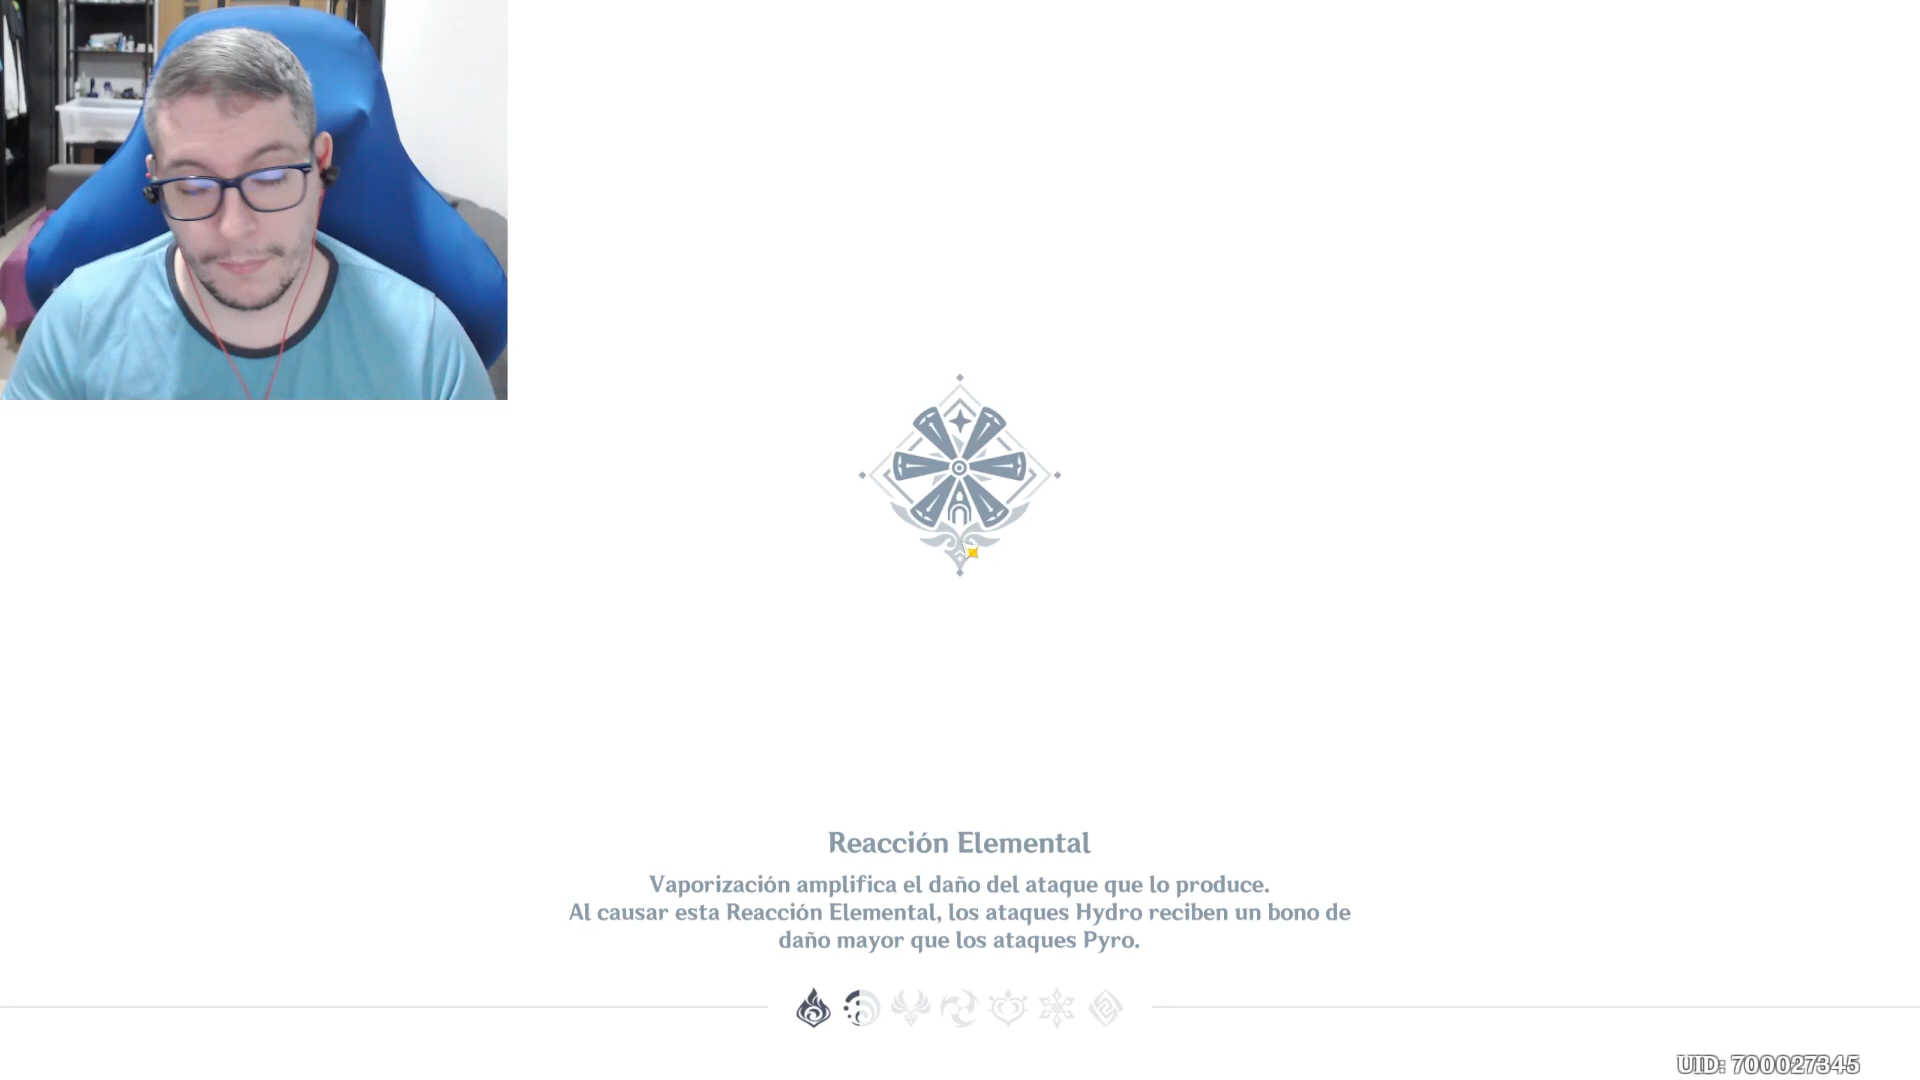 Reacción Elemental
Vaporización amplifica el daño del ataque que lo produce.
Al causar esta Reacción Elemental, los ataques Hydro reciben un bono de
daño mayor que los ataques Pyro.
UID: 700027345